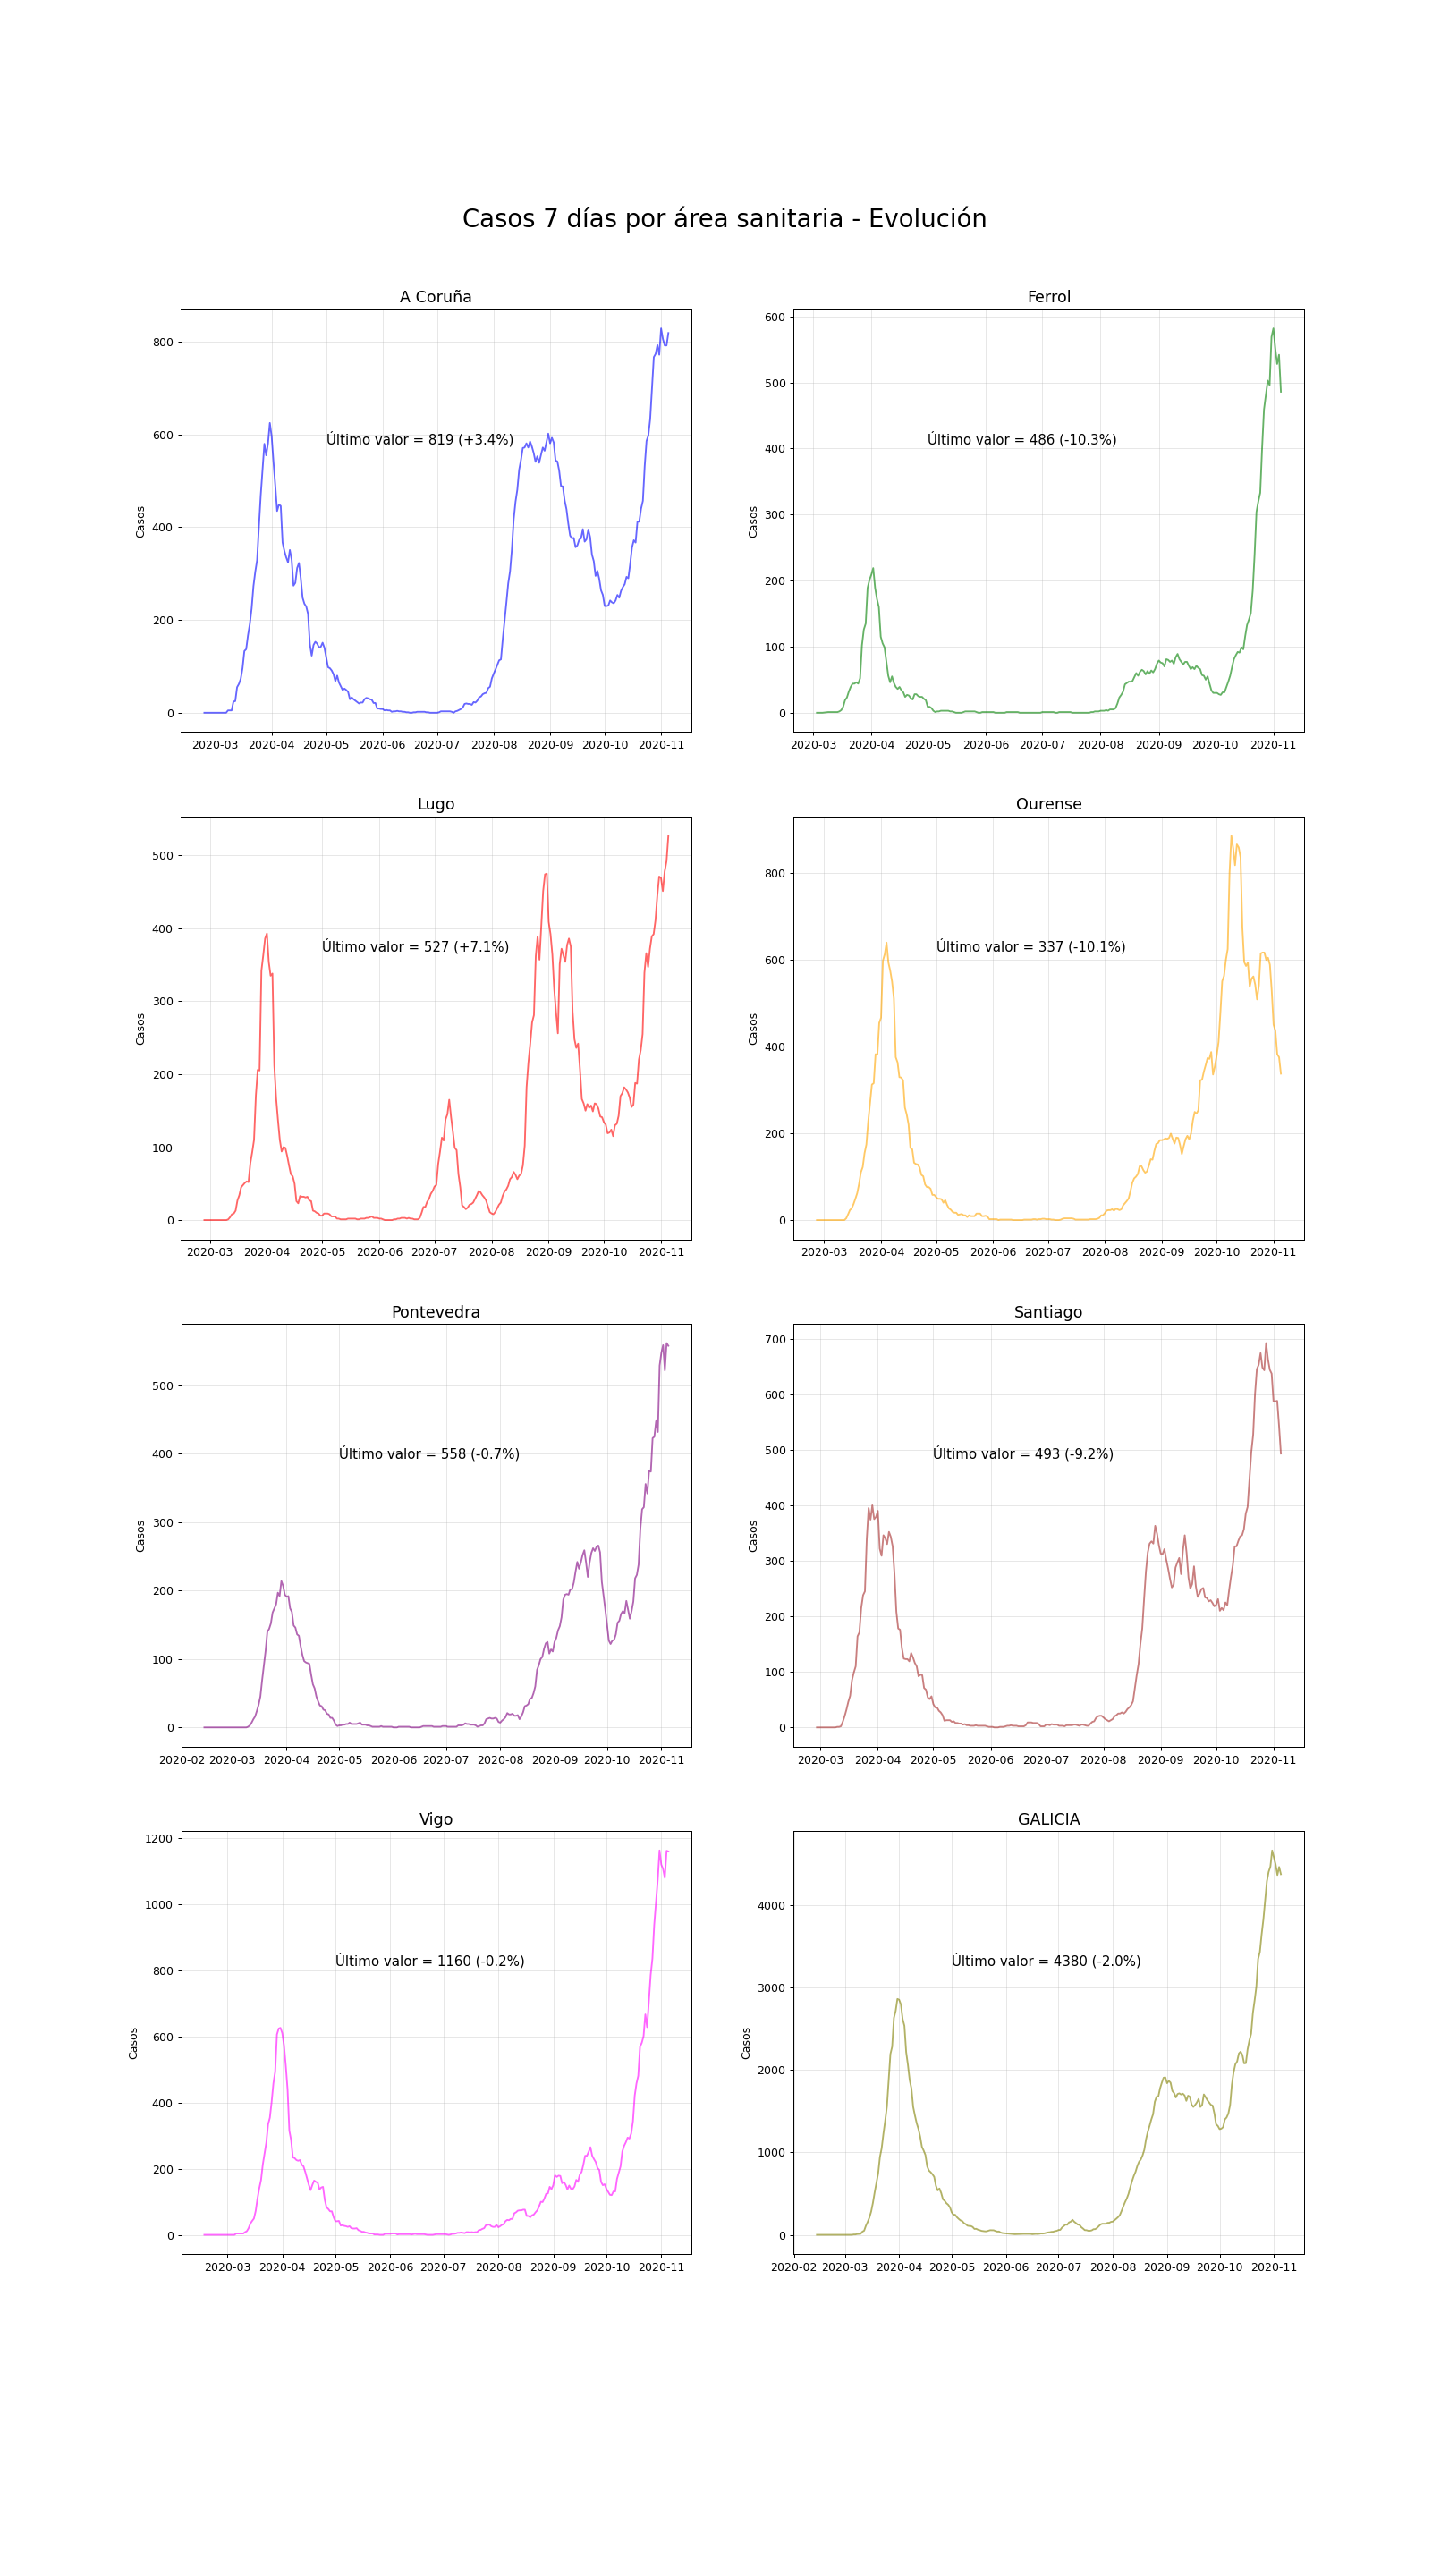 Casos 7 días por área sanitaria - Evolución
A Coruña
Casos
800
600
400
200
0
Último valor = 819 (+3.4%)
2020-03 2020-04 2020-05 2020-06 2020-07 2020-08 2020-09 2020-10 2020-11
Ferrol
Casos
600
500
400
300
200
100
0
Último valor = 486 (-10.3%)
2020-03 2020-04 2020-05 2020-06 2020-07 2020-08 2020-09 2020-10 2020-11
Lugo
Casos
500
400
300
200
100
0
Último valor = 527 (+7.1%)
2020-03 2020-04 2020-05 2020-06 2020-07 2020-08 2020-09 2020-10 2020-11
Ourense
Casos
800
600
400
200
0
Último valor = 337 (-10.1%)
2020-03 2020-04 2020-05 2020-06 2020-07 2020-08 2020-09 2020-10 2020-11
Pontevedra
Casos
500
400
300
200
100
0
Último valor = 558 (-0.7%)
2020-02 2020-03 2020-04 2020-05 2020-06 2020-07 2020-08 2020-09 2020-10 2020-11
Santiago
Casos
700
600
500
400
300
200
100
0
Último valor = 493 (-9.2%)
2020-03 2020-04 2020-05 2020-06 2020-07 2020-08 2020-09 2020-10 2020-11
Vigo
Casos
1200
1000
800
600
400
200
0
Último valor = 1160 (-0.2%)
2020-03 2020-04 2020-05 2020-06 2020-07 2020-08 2020-09 2020-10 2020-11
GALICIA
Casos
4000
3000
2000
1000
0
Último valor = 4380 (-2.0%)
2020-02 2020-03 2020-04 2020-05 2020-06 2020-07 2020-08 2020-09 2020-10 2020-11